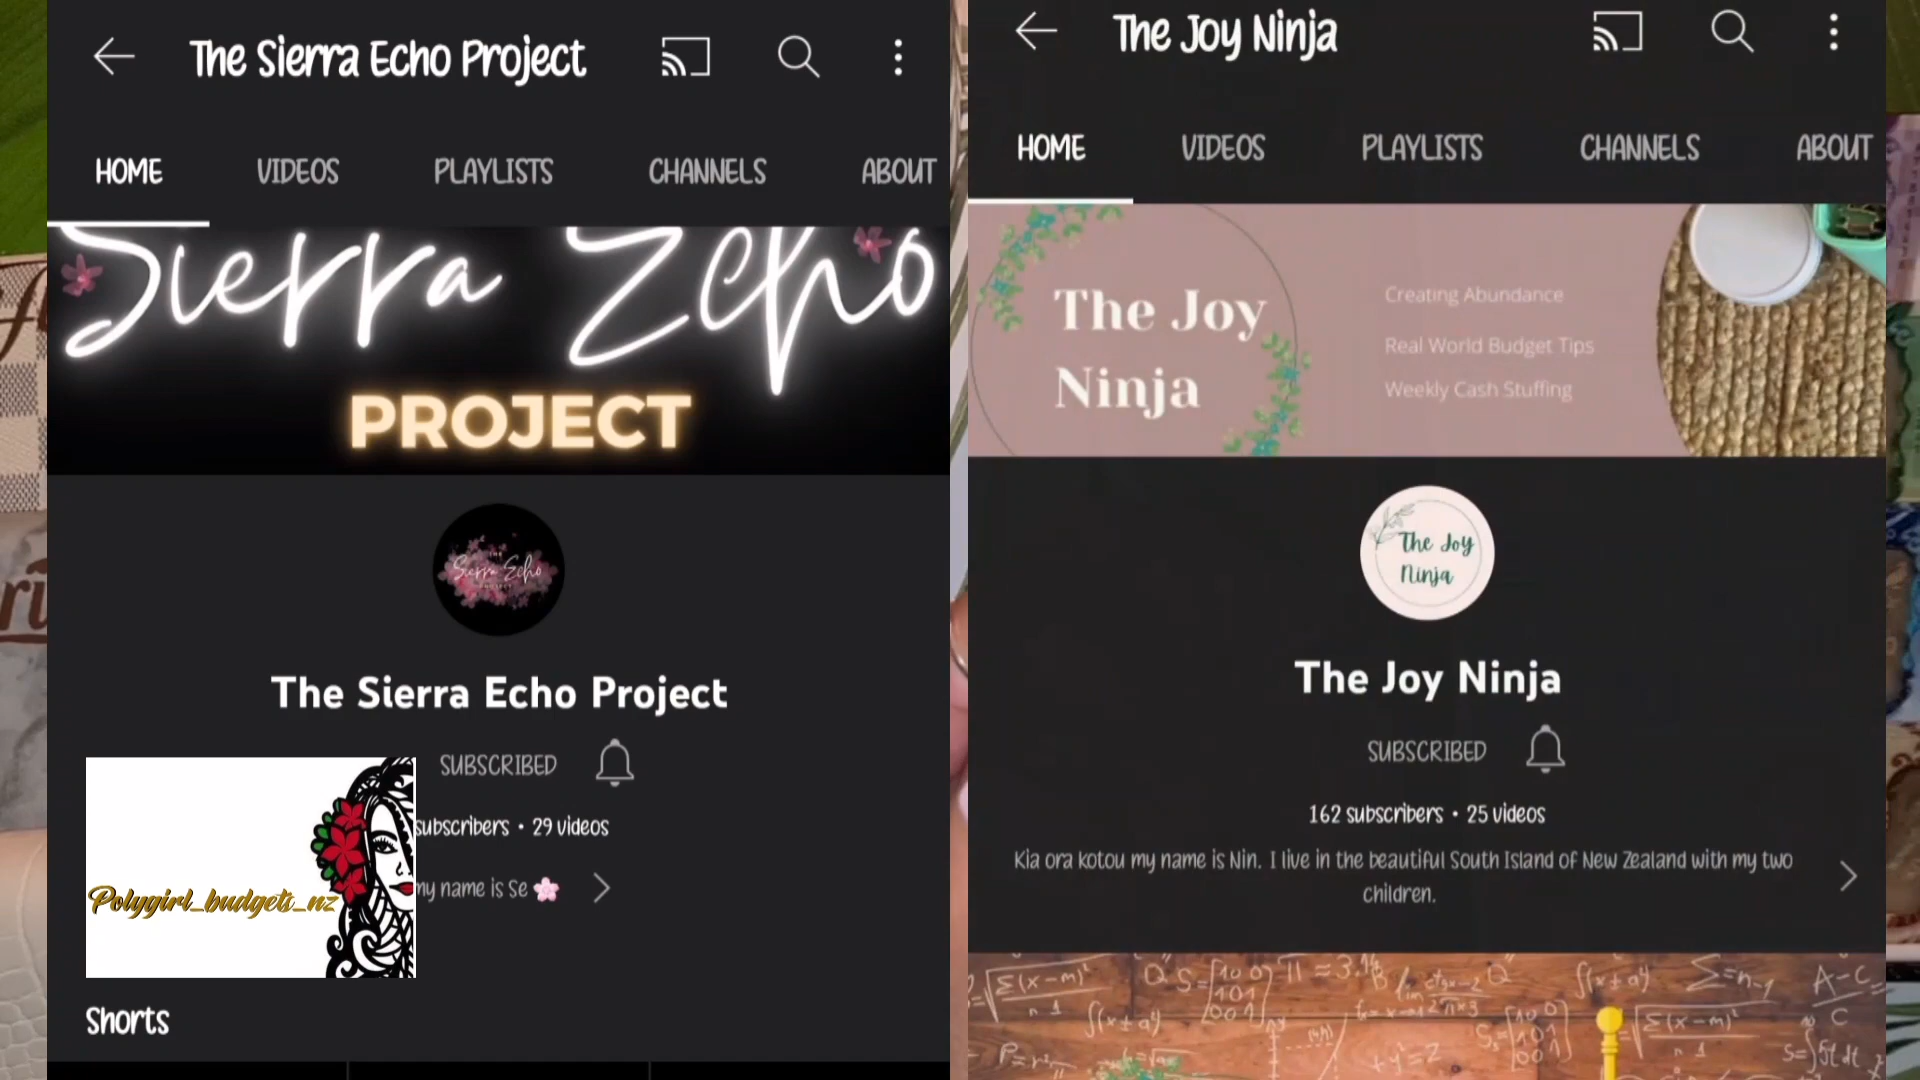 The Sierra Echo Project
HOME VIDEOS PLAYLISTS CHANNELS ABOUT
Sierra Echo
PROJECT
Sierra Echo
The Sierra Echo Project
SUBSCRIBED
subscribers • 29 videos
my name is Se 🌸
Polygirl_budgets_nz
Shorts
The Joy Ninja
HOME VIDEOS PLAYLISTS CHANNELS ABOUT
The Joy
Ninja
Creating Abundance
Real World Budget Tips
Weekly Cash Stuffing
The Joy
Ninja
The Joy Ninja
SUBSCRIBED
162 subscribers • 25 videos
Kia ora kotou my name is Nin. I live in the beautiful South Island of New Zealand with my two
children.